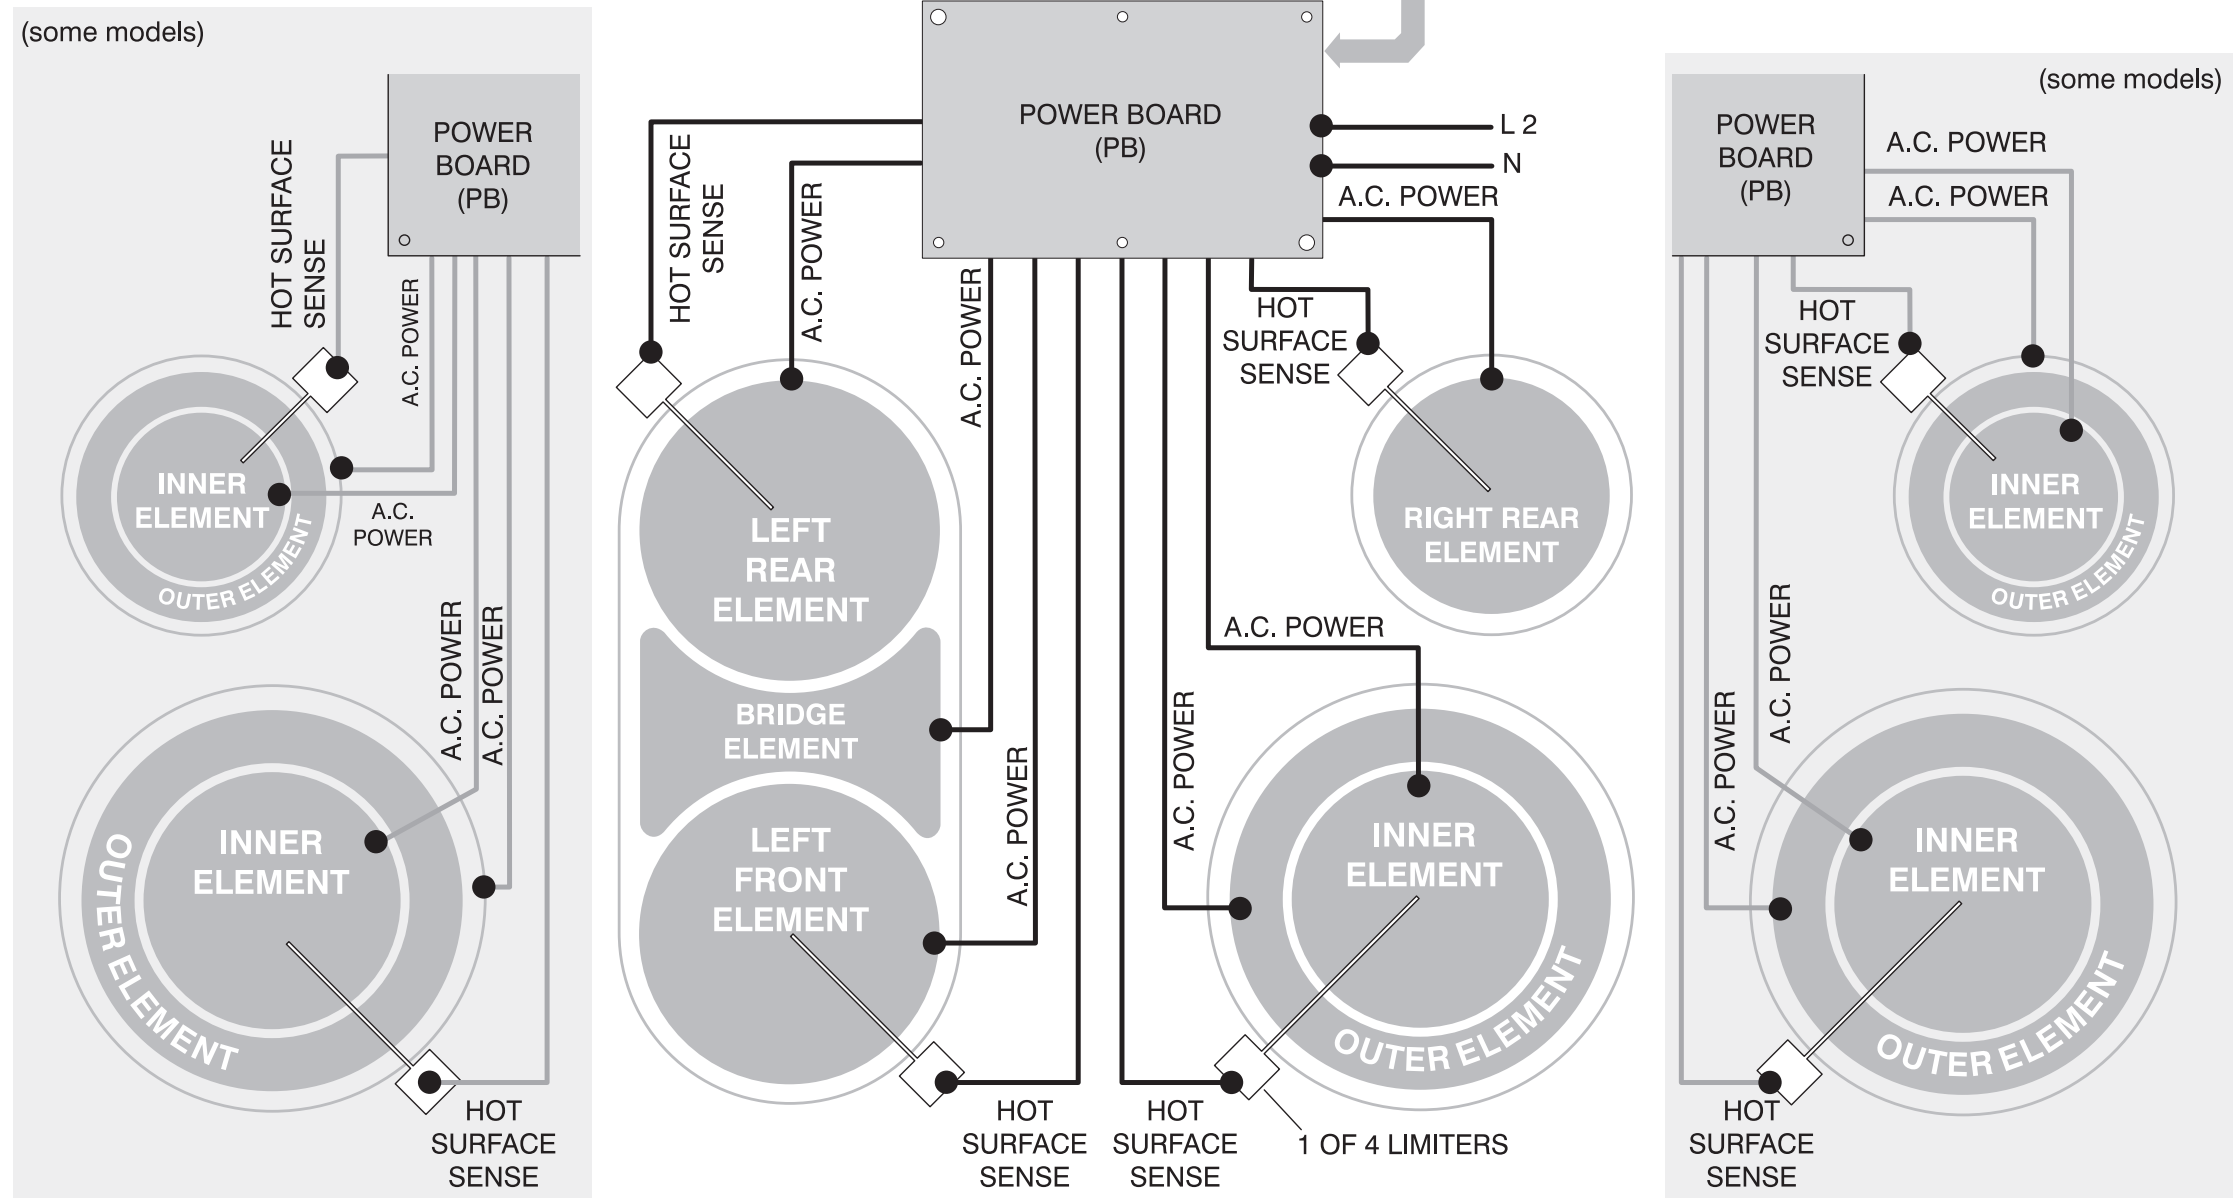 (some models)
POWER
BOARD
(PB)
HOT SURFACE
SENSE
A.C. POWER
INNER
ELEMENT
OUTER ELEMENT
A.C.
POWER
A.C. POWER
A.C. POWER
INNER
ELEMENT
OUTER ELEMENT
HOT
SURFACE
SENSE
POWER BOARD
(PB)
L 2
N
A.C. POWER
HOT SURFACE
SENSE
A.C. POWER
A.C. POWER
HOT
SURFACE
SENSE
LEFT
REAR
ELEMENT
RIGHT REAR
ELEMENT
BRIDGE
ELEMENT
A.C. POWER
A.C. POWER
A.C. POWER
LEFT
FRONT
ELEMENT
INNER
ELEMENT
OUTER ELEMENT
HOT
SURFACE
SENSE
HOT
SURFACE
SENSE
1 OF 4 LIMITERS
(some models)
POWER
BOARD
(PB)
A.C. POWER
A.C. POWER
HOT
SURFACE
SENSE
INNER
ELEMENT
OUTER ELEMENT
A.C. POWER
A.C. POWER
INNER
ELEMENT
OUTER ELEMENT
HOT
SURFACE
SENSE